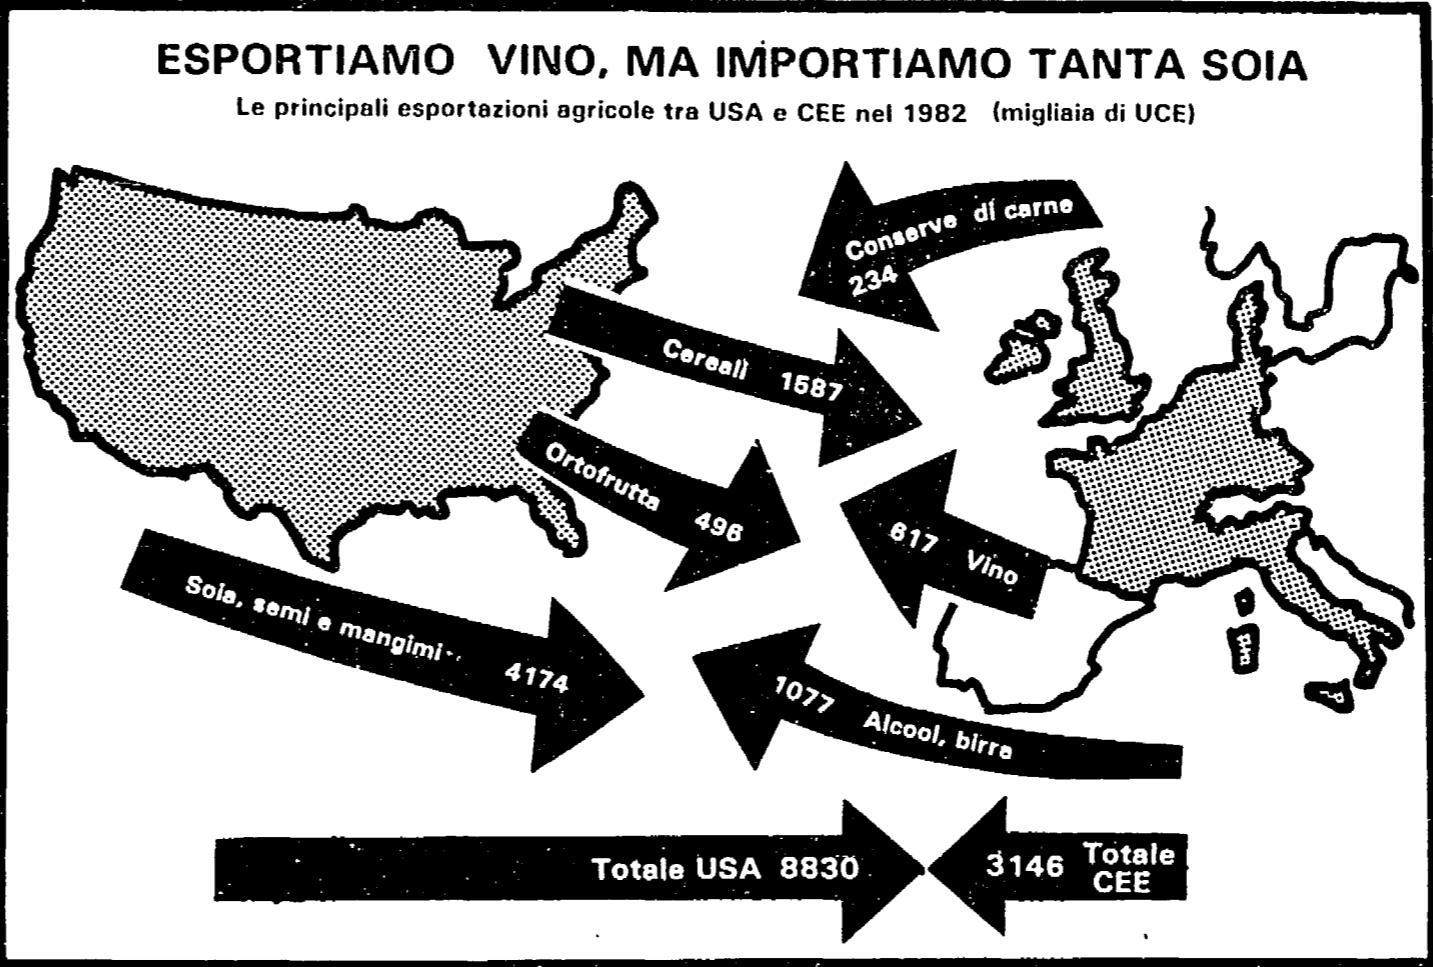 ESPORTIAMO VINO, MA IMPORTIAMO TANTA SOIA
Le principali esportazioni agricole tra USA e CEE nel 1982 (migliaia di UCE)
Conserve di carne
234
Cereali 1587
Ortofrutta 496
617 Vino
Soia, semi e mangimi 4174
1077 Alcool, birra
Totale USA 8830
3146 Totale
CEE